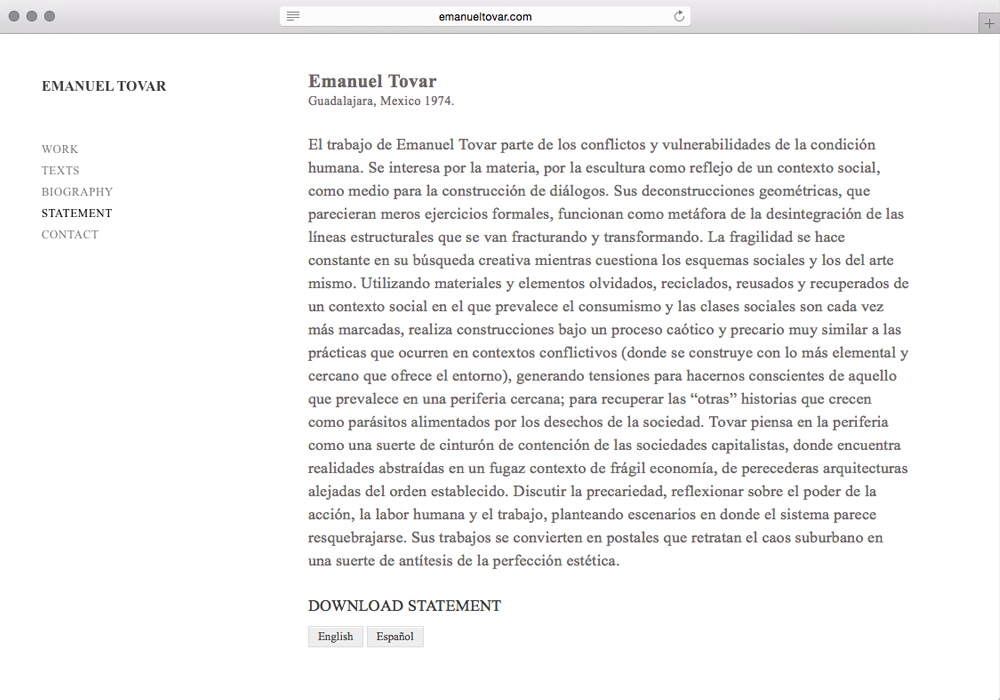 emanueltovar.com
EMANUEL TOVAR
WORK
TEXTS
BIOGRAPHY
STATEMENT
CONTACT
Emanuel Tovar
Guadalajara, Mexico 1974.
El trabajo de Emanuel Tovar parte de los conflictos y vulnerabilidades de la condición
humana. Se interesa por la materia, por la escultura como reflejo de un contexto social,
como medio para la construcción de diálogos. Sus deconstrucciones geométricas, que
parecieran meros ejercicios formales, funcionan como metáfora de la desintegración de las
líneas estructurales que se van fracturando y transformando. La fragilidad se hace
constante en su búsqueda creativa mientras cuestiona los esquemas sociales y los del arte
mismo. Utilizando materiales y elementos olvidados, reciclados, reusados y recuperados de
un contexto social en el que prevalece el consumismo y las clases sociales son cada vez
más marcadas, realiza construcciones bajo un proceso caótico y precario muy similar a las
prácticas que ocurren en contextos conflictivos (donde se construye con lo más elemental y
cercano que ofrece el entorno), generando tensiones para hacernos conscientes de aquello
que prevalece en una periferia cercana; para recuperar las “otras” historias que crecen
como parásitos alimentados por los desechos de la sociedad. Tovar piensa en la periferia
como una suerte de cinturón de contención de las sociedades capitalistas, donde encuentra
realidades abstraídas en un fugaz contexto de frágil economía, de perecederas arquitecturas
alejadas del orden establecido. Discutir la precariedad, reflexionar sobre el poder de la
acción, la labor humana y el trabajo, planteando escenarios en donde el sistema parece
resquebrajarse. Sus trabajos se convierten en postales que retratan el caos suburbano en
una suerte de antítesis de la perfección estética.
DOWNLOAD STATEMENT
English Español